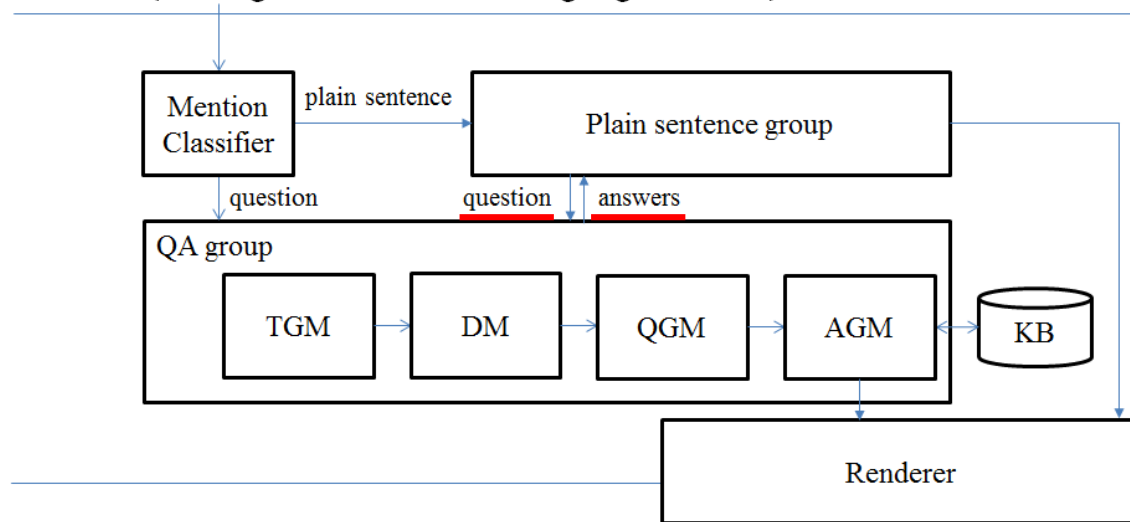 Mention
Classifier
plain sentence
Plain sentence group
question
question
answers
QA group
TGM
DM
QGM
AGM
KB
Renderer